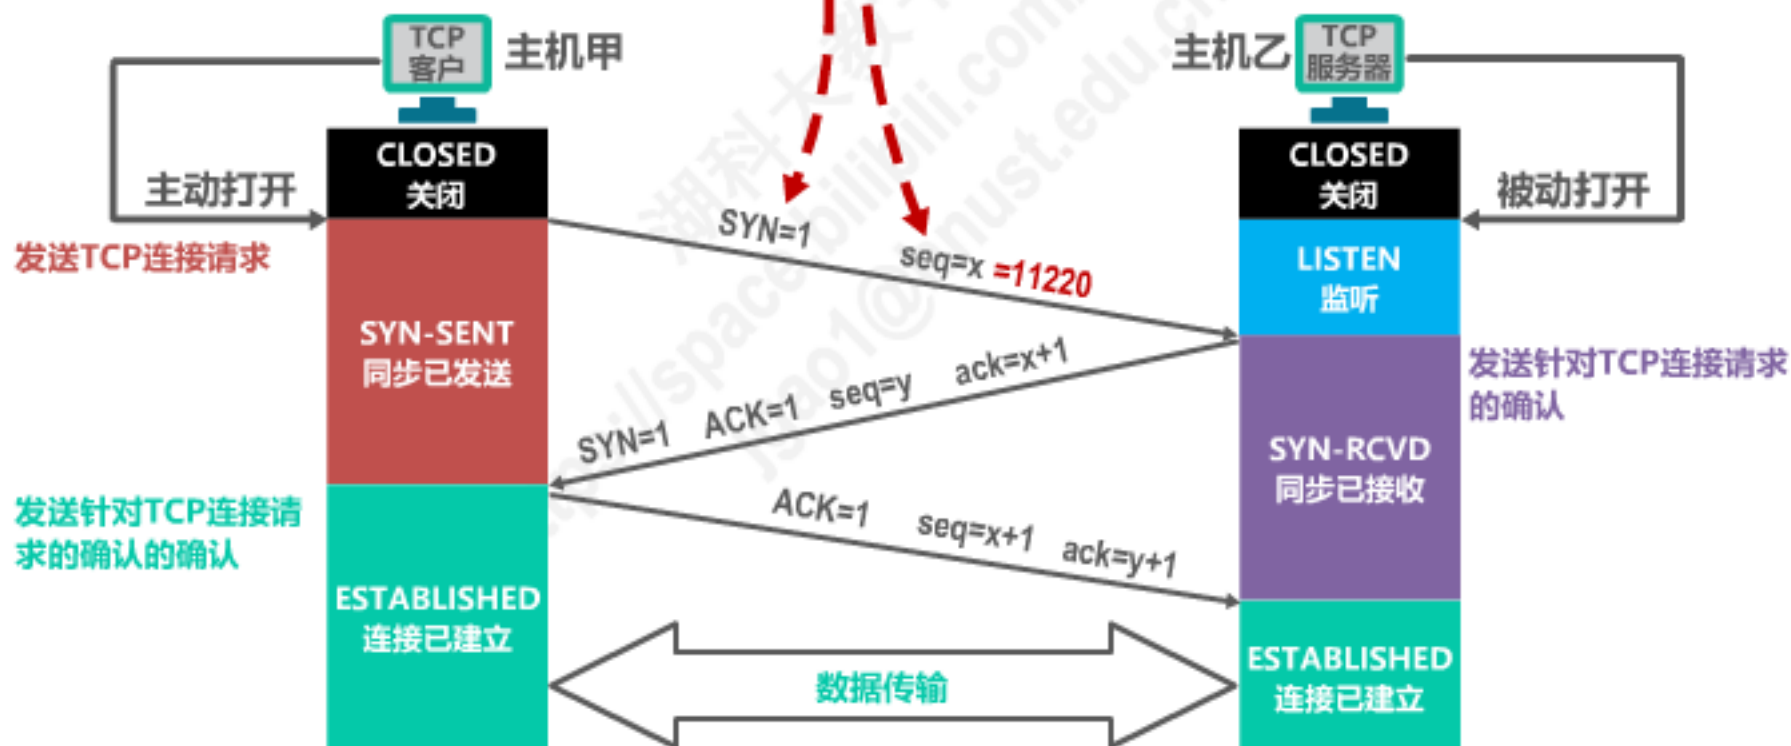 TCP
客户
主机甲
主机乙
TCP
服务器
CLOSED
关闭
CLOSED
关闭
主动打开
被动打开
发送TCP连接请求
SYN=1
seq=x =11220
LISTEN
监听
SYN-SENT
同步已发送
发送针对TCP连接请求
的确认
SYN=1 ACK=1 seq=y ack=x+1
SYN-RCVD
同步已接收
发送针对TCP连接请
求的确认的确认
ACK=1 seq=x+1 ack=y+1
ESTABLISHED
连接已建立
ESTABLISHED
连接已建立
数据传输